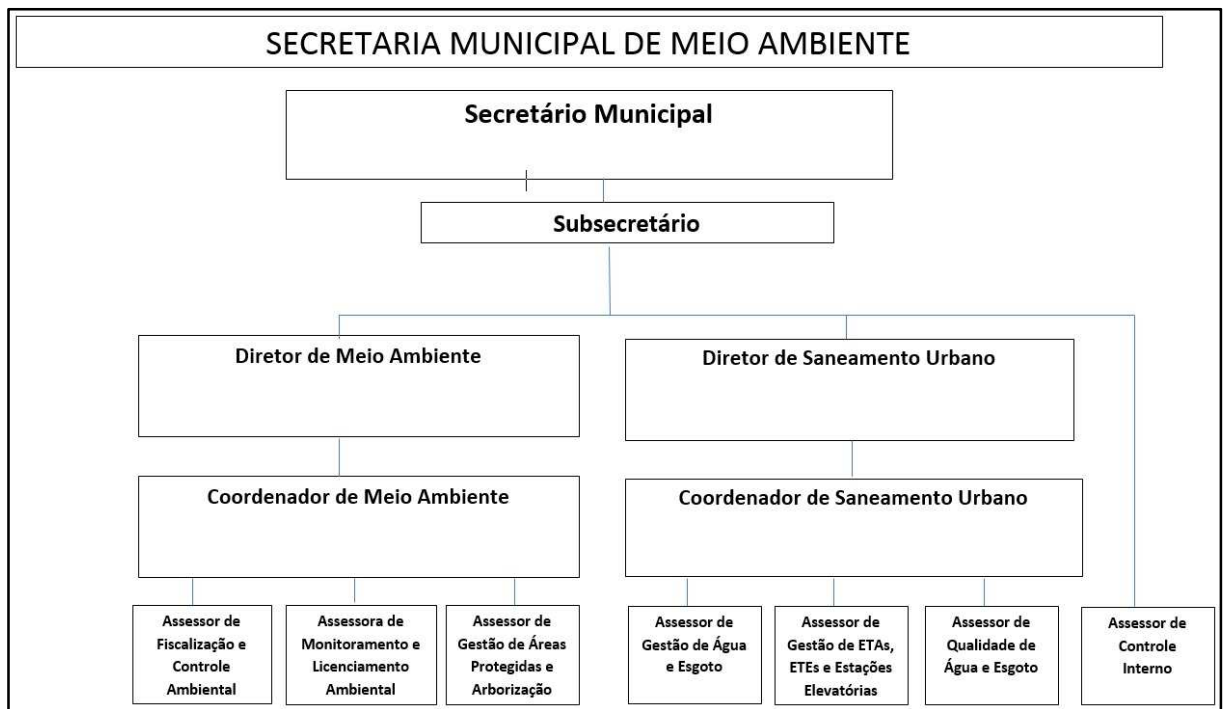 SECRETARIA MUNICIPAL DE MEIO AMBIENTE
Secretário Municipal
Subsecretário
Diretor de Meio Ambiente
Diretor de Saneamento Urbano
Coordenador de Meio Ambiente
Coordenador de Saneamento Urbano
Assessor de
Fiscalização e
Controle
Ambiental
Assessora de
Monitoramento e
Licenciamento
Ambiental
Assessor de
Gestão de Áreas
Protegidas e
Arborização
Assessor de
Gestão de Água
e Esgoto
Assessor de
Gestão de ETAs,
ETEs e Estações
Elevatórias
Assessor de
Qualidade de
Água e Esgoto
Assessor de
Controle
Interno